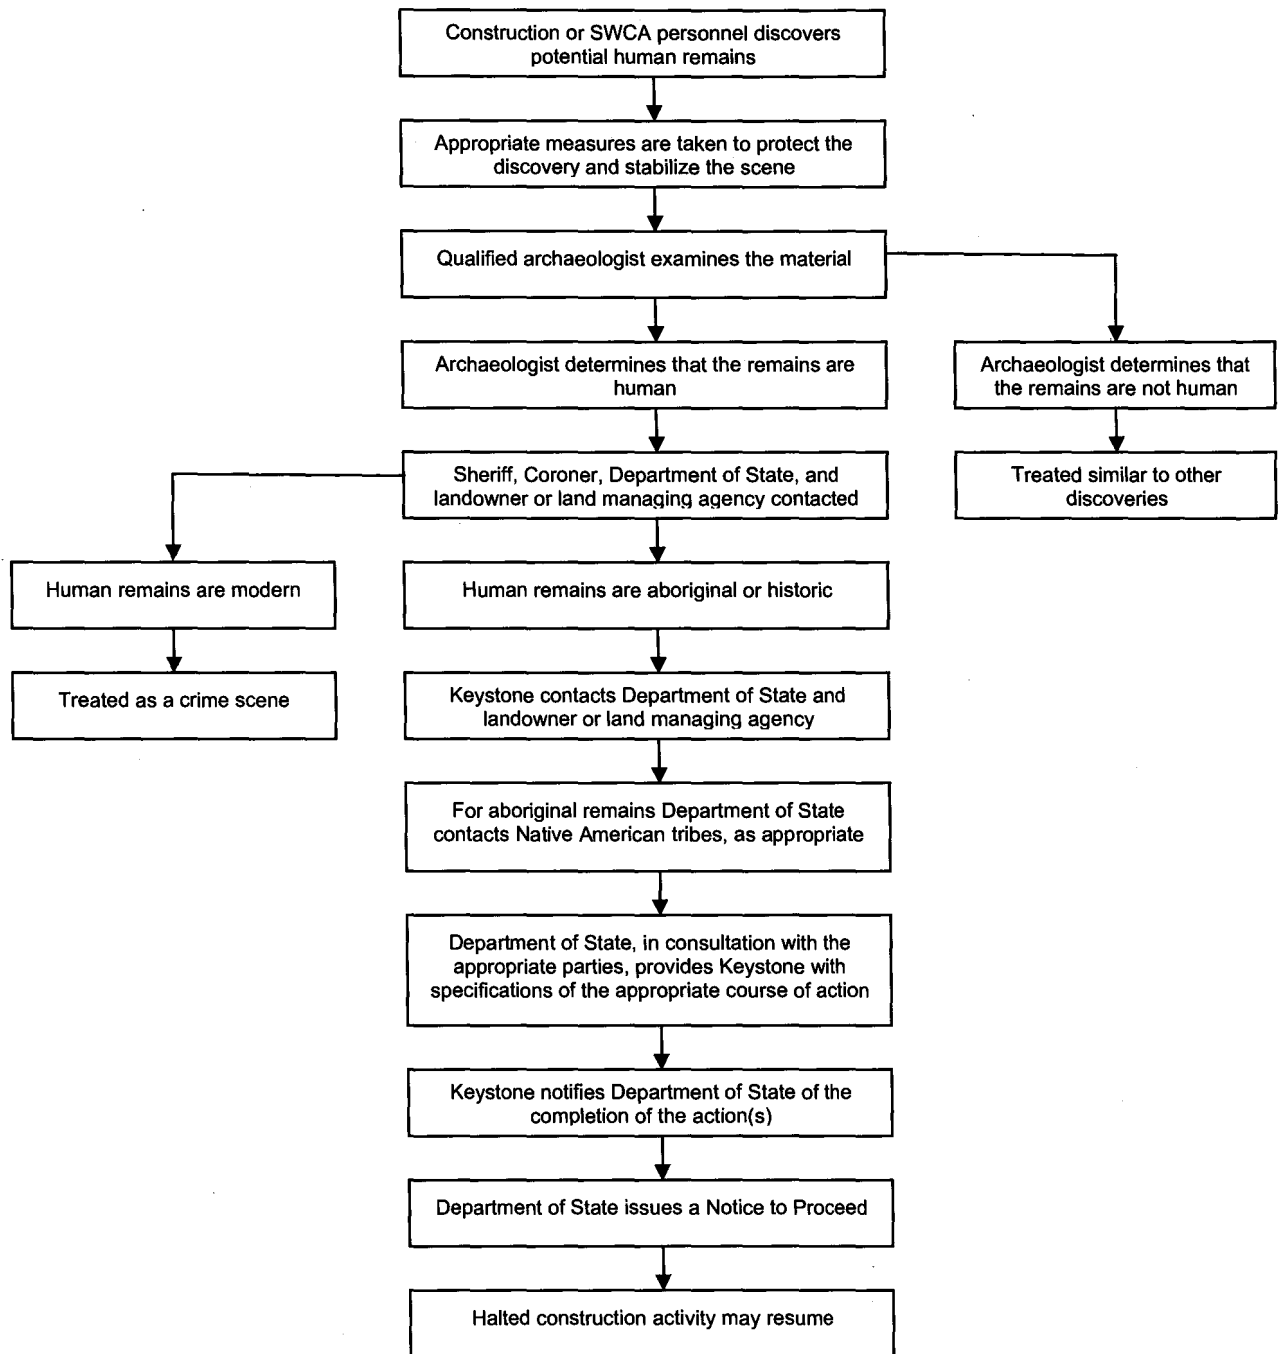 Construction or SWCA personnel discovers
potential human remains
Appropriate measures are taken to protect the
discovery and stabilize the scene
Qualified archaeologist examines the material
Archaeologist determines that the remains are
human
Archaeologist determines that
the remains are not human
Sheriff, Coroner, Department of State, and
landowner or land managing agency contacted
Treated similar to other
discoveries
Human remains are modern
Human remains are aboriginal or historic
Treated as a crime scene
Keystone contacts Department of State and
landowner or land managing agency
For aboriginal remains Department of State
contacts Native American tribes, as appropriate
Department of State, in consultation with the
appropriate parties, provides Keystone with
specifications of the appropriate course of action
Keystone notifies Department of State of the
completion of the action(s)
Department of State issues a Notice to Proceed
Halted construction activity may resume